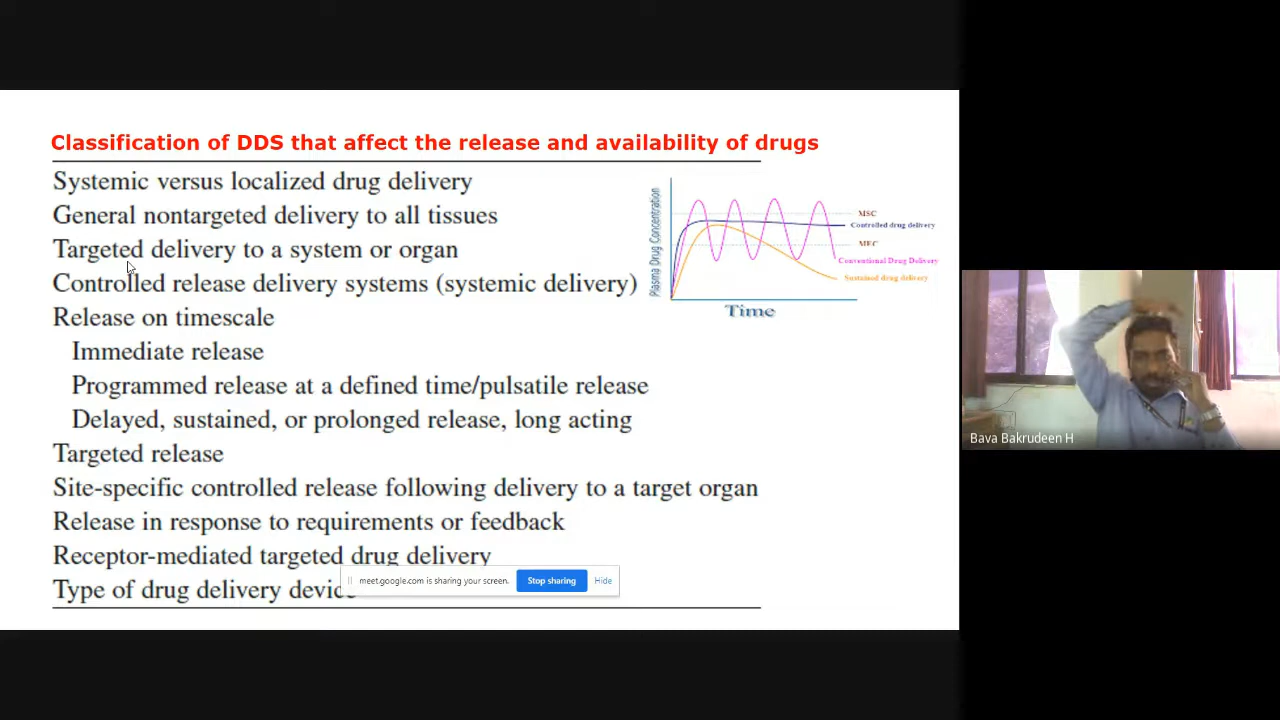 Classification of DDS that affect the release and availability of drugs
Systemic versus localized drug delivery
General nontargeted delivery to all tissues
Targeted delivery to a system or organ
Controlled release delivery systems (systemic delivery)
Release on timescale
Immediate release
Programmed release at a defined time/pulsatile release
Delayed, sustained, or prolonged release, long acting
Targeted release
Site-specific controlled release following delivery to a target organ
Release in response to requirements or feedback
Receptor-mediated targeted drug delivery
Type of drug delivery device
Plasma Drug Concentration
MSC
Controlled drug delivery
MEC
Conventional Drug Delivery
Sustained drug delivery
Time
meet.google.com is sharing your screen.
Stop sharing
Hide
Bava Bakrudeen H